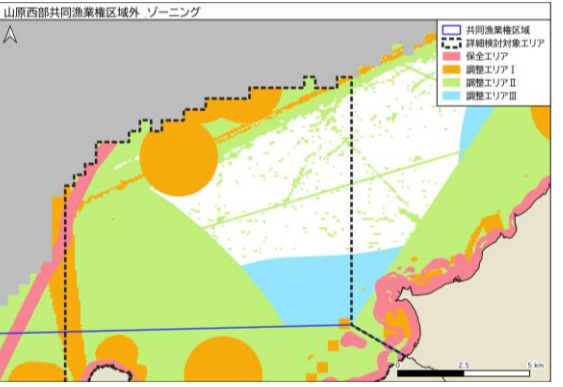 山原西部共同漁業権区域外 ゾーニング
共同漁業権区域
詳細検討対象エリア
保全エリア
調整エリアⅠ
調整エリアⅡ
調整エリアⅢ
0 2.5 5 km